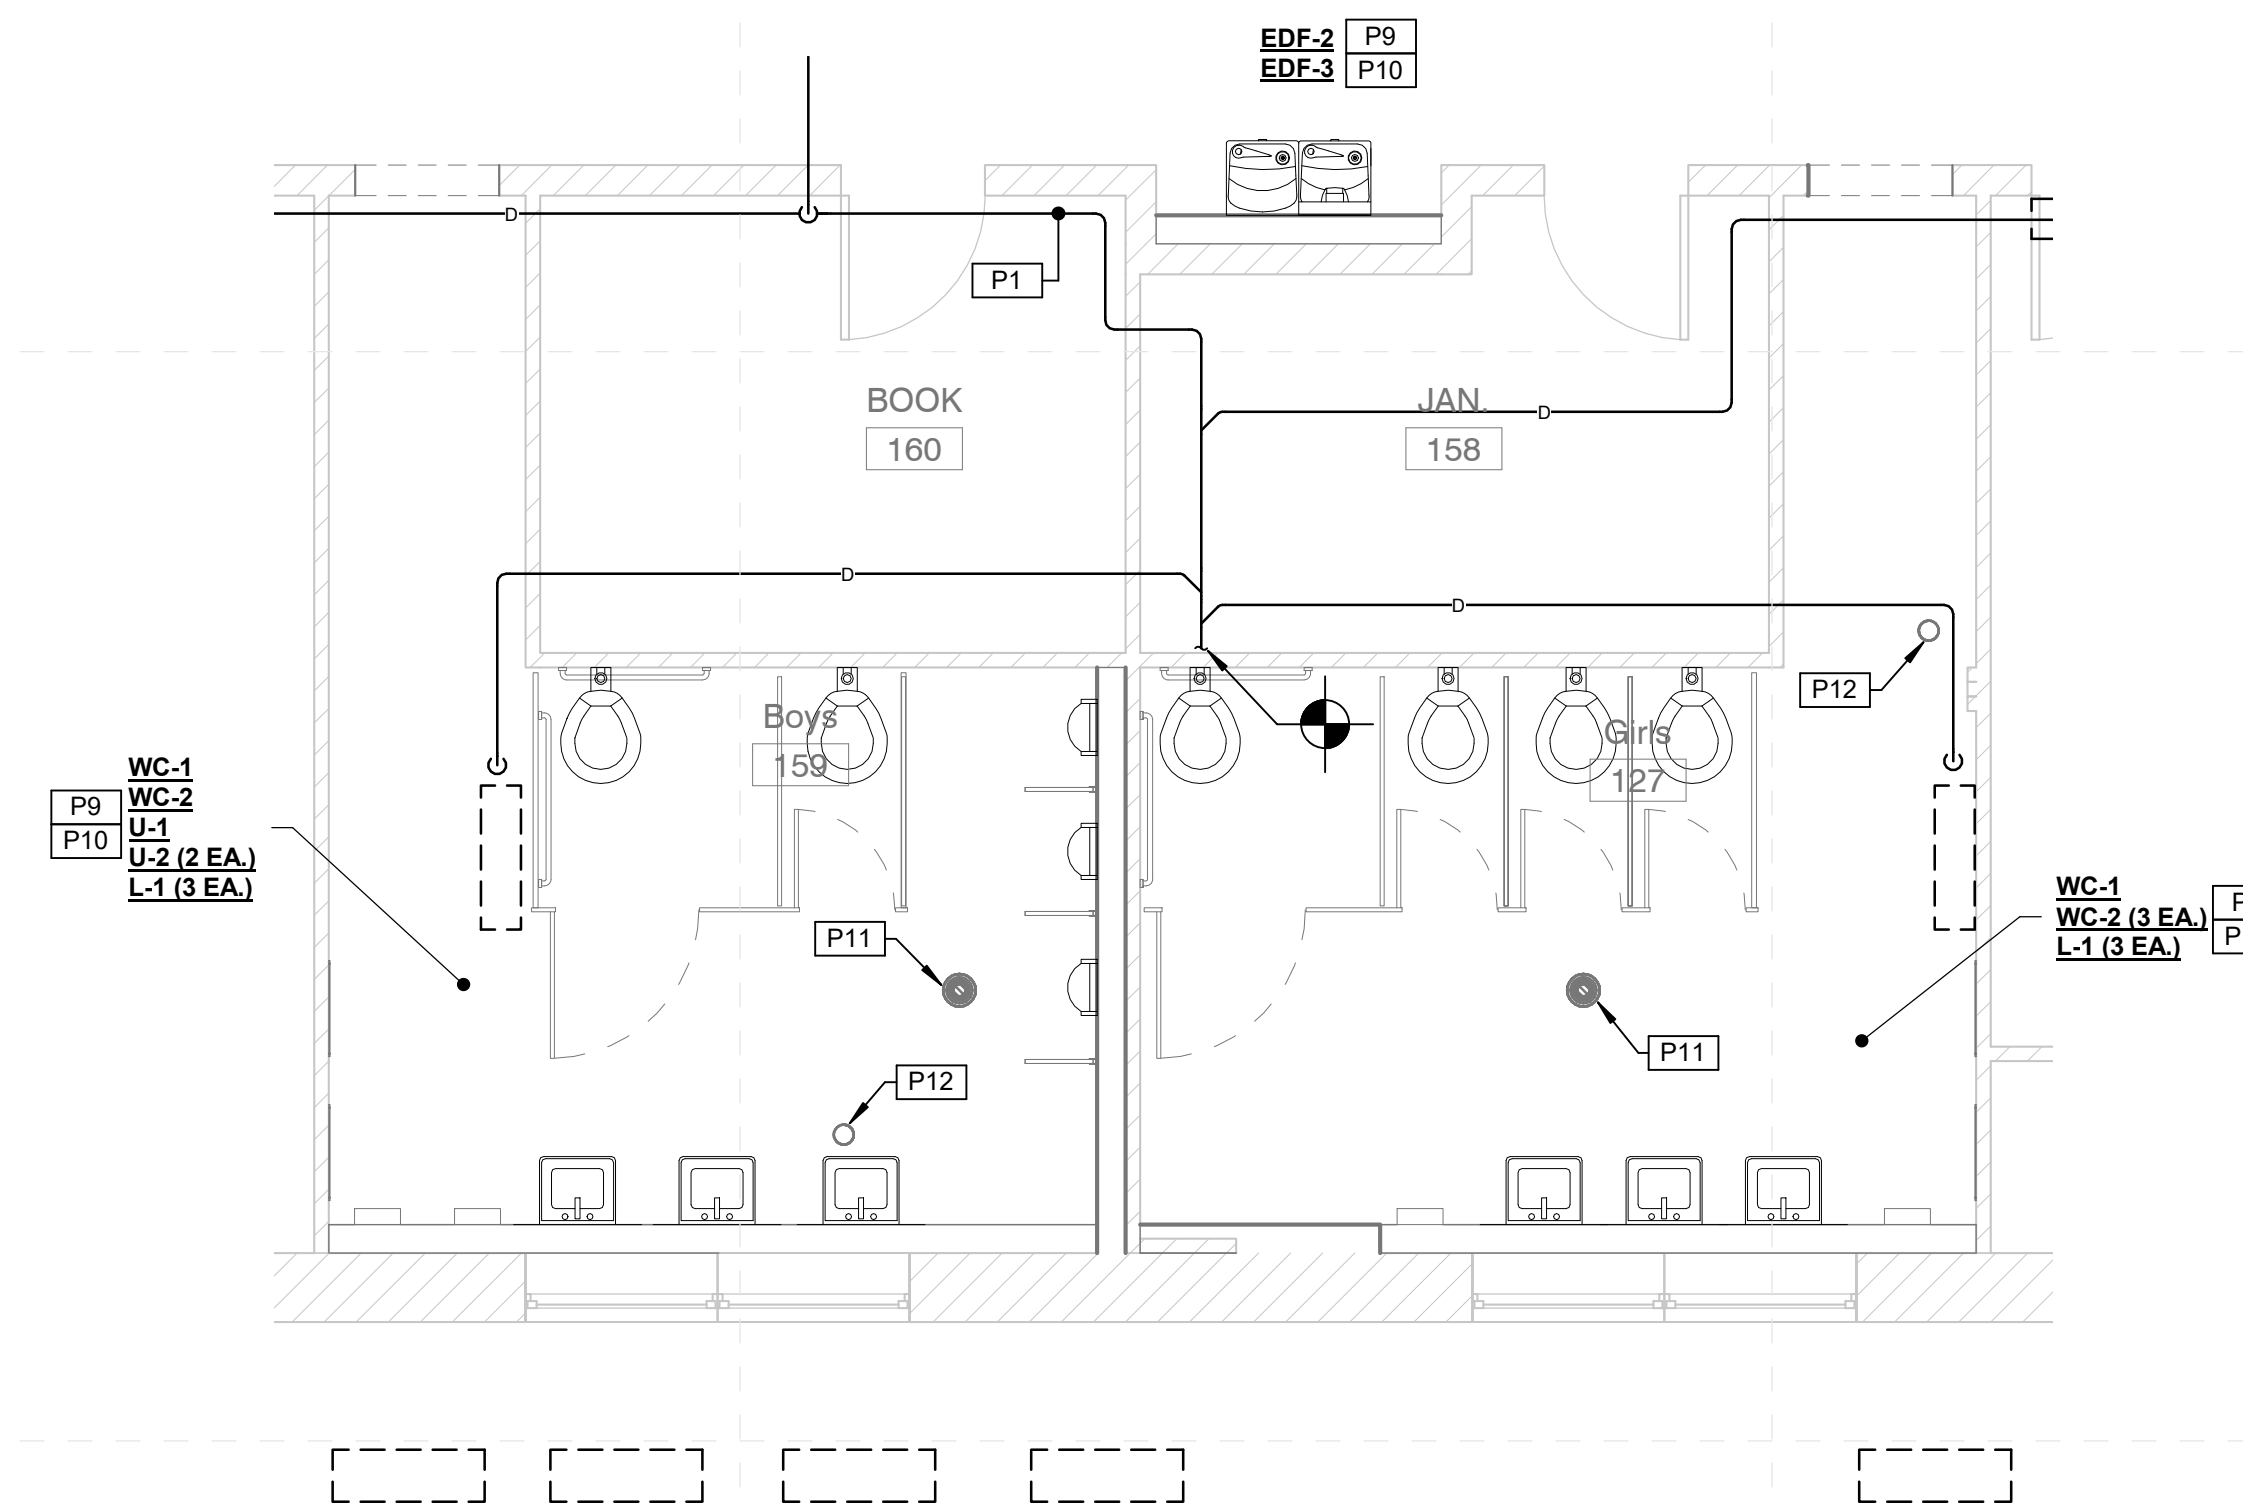 EDF-2 P9
EDF-3 P10
D
P1
BOOK
160
JAN.
158
D
D
D
P12
Boys
159
Girls
127
WC-1
WC-2
U-1
U-2 (2 EA.)
L-1 (3 EA.)
P9
P10
WC-1
WC-2 (3 EA.)
L-1 (3 EA.)
P
P
P11
P11
P12